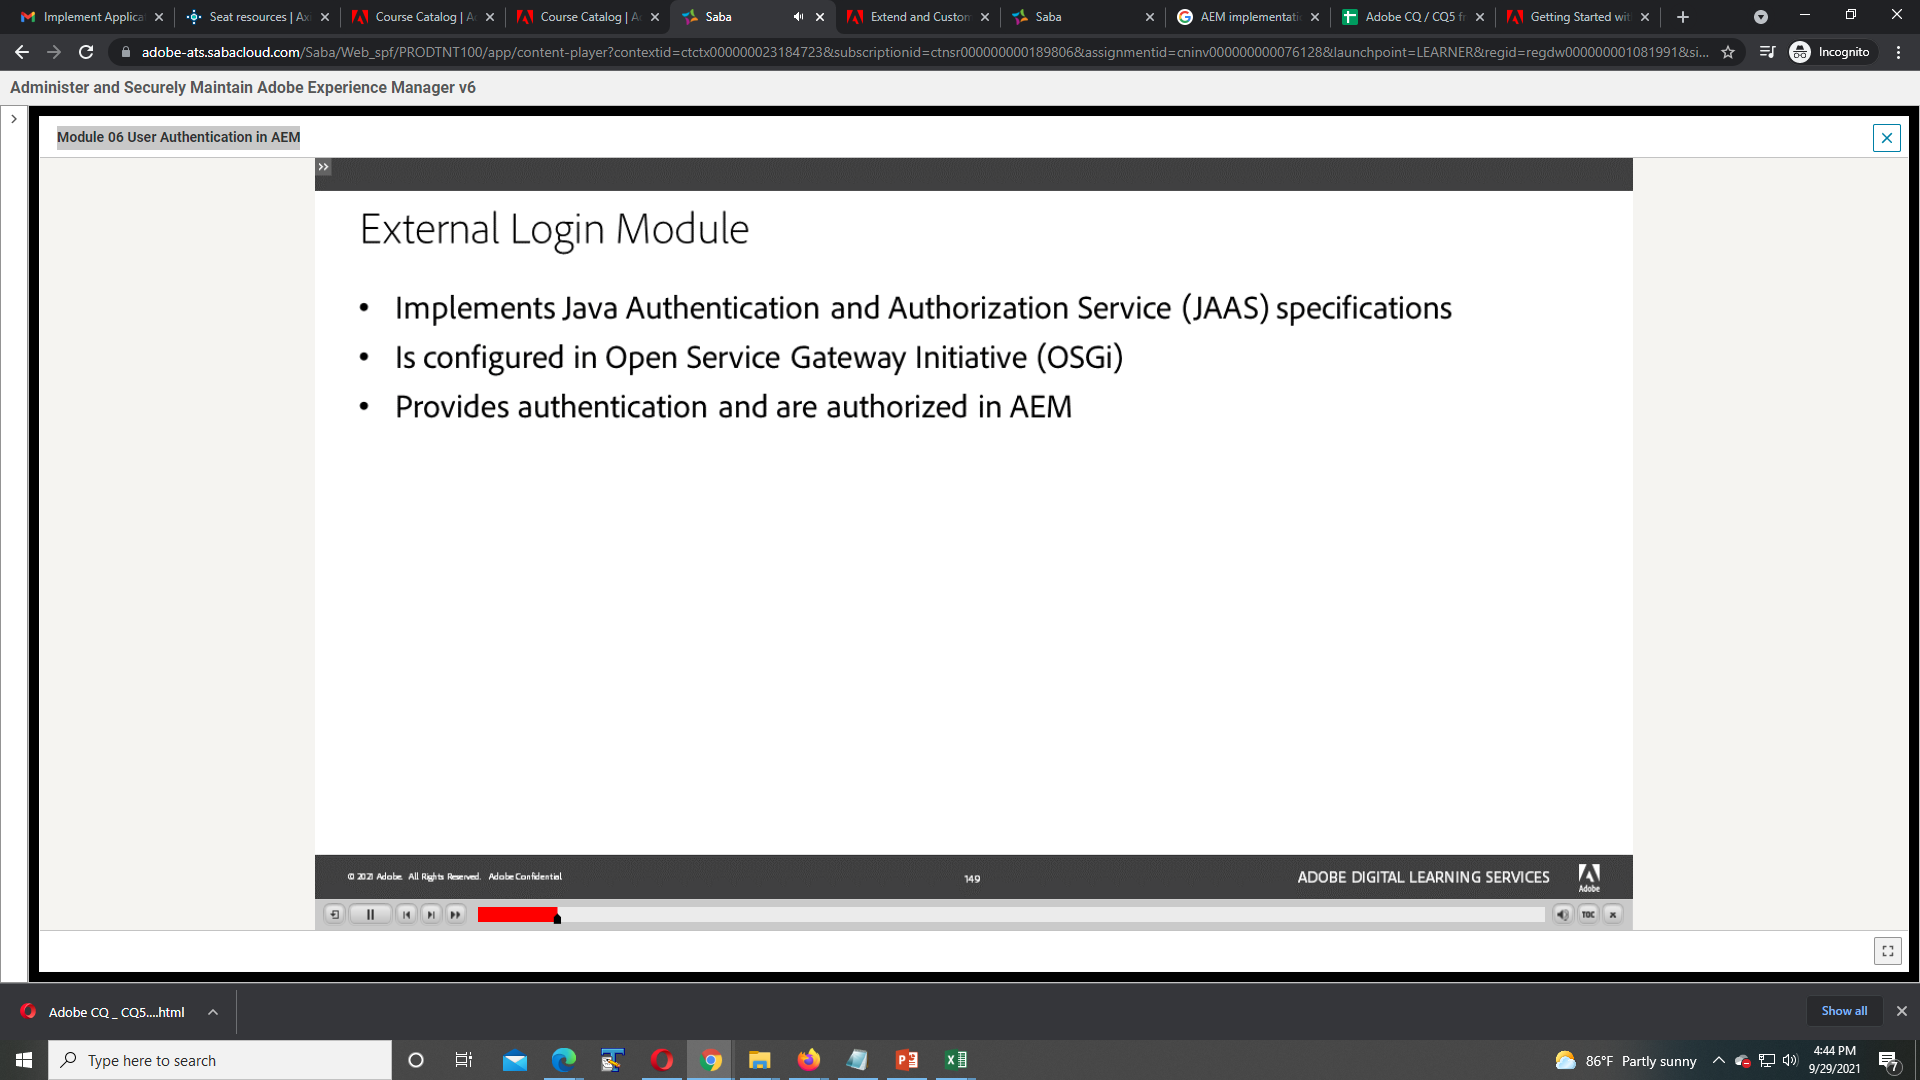 Implement Applica
Seat resources | Ax
Course Catalog | A
Course Catalog | A
Saba
Extend and Custom
Saba
AEM implementati
Adobe CQ / CQ5 fr
Getting Started wit
adobe-ats.sabacloud.com/Saba/Web_spf/PRODTNT100/app/content-player?contextid=ctctx000000023184723&subscriptionid=ctnsr000000000189806&assignmentid=cninv000000000076128&launchpoint=LEARNER&regid=regdw000000001081991&si...
Incognito
Administer and Securely Maintain Adobe Experience Manager v6
Module 06 User Authentication in AEM
External Login Module
• Implements Java Authentication and Authorization Service (JAAS) specifications
• Is configured in Open Service Gateway Initiative (OSGi)
• Provides authentication and are authorized in AEM
© 2021 Adobe. All Rights Reserved. Adobe Confidential
149
ADOBE DIGITAL LEARNING SERVICES
Adobe
TOC
Adobe CQ _ CQ5....html
Show all
Type here to search
86°F Partly sunny
4:44 PM
9/29/2021
7